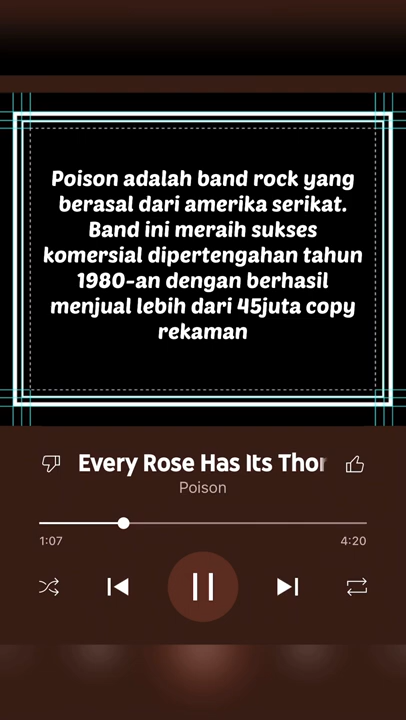 Poison adalah band rock yang
berasal dari amerika serikat.
Band ini meraih sukses
komersial dipertengahan tahun
1980-an dengan berhasil
menjual lebih dari 45juta copy
rekaman
Every Rose Has Its Thor
Poison
1:07
4:20